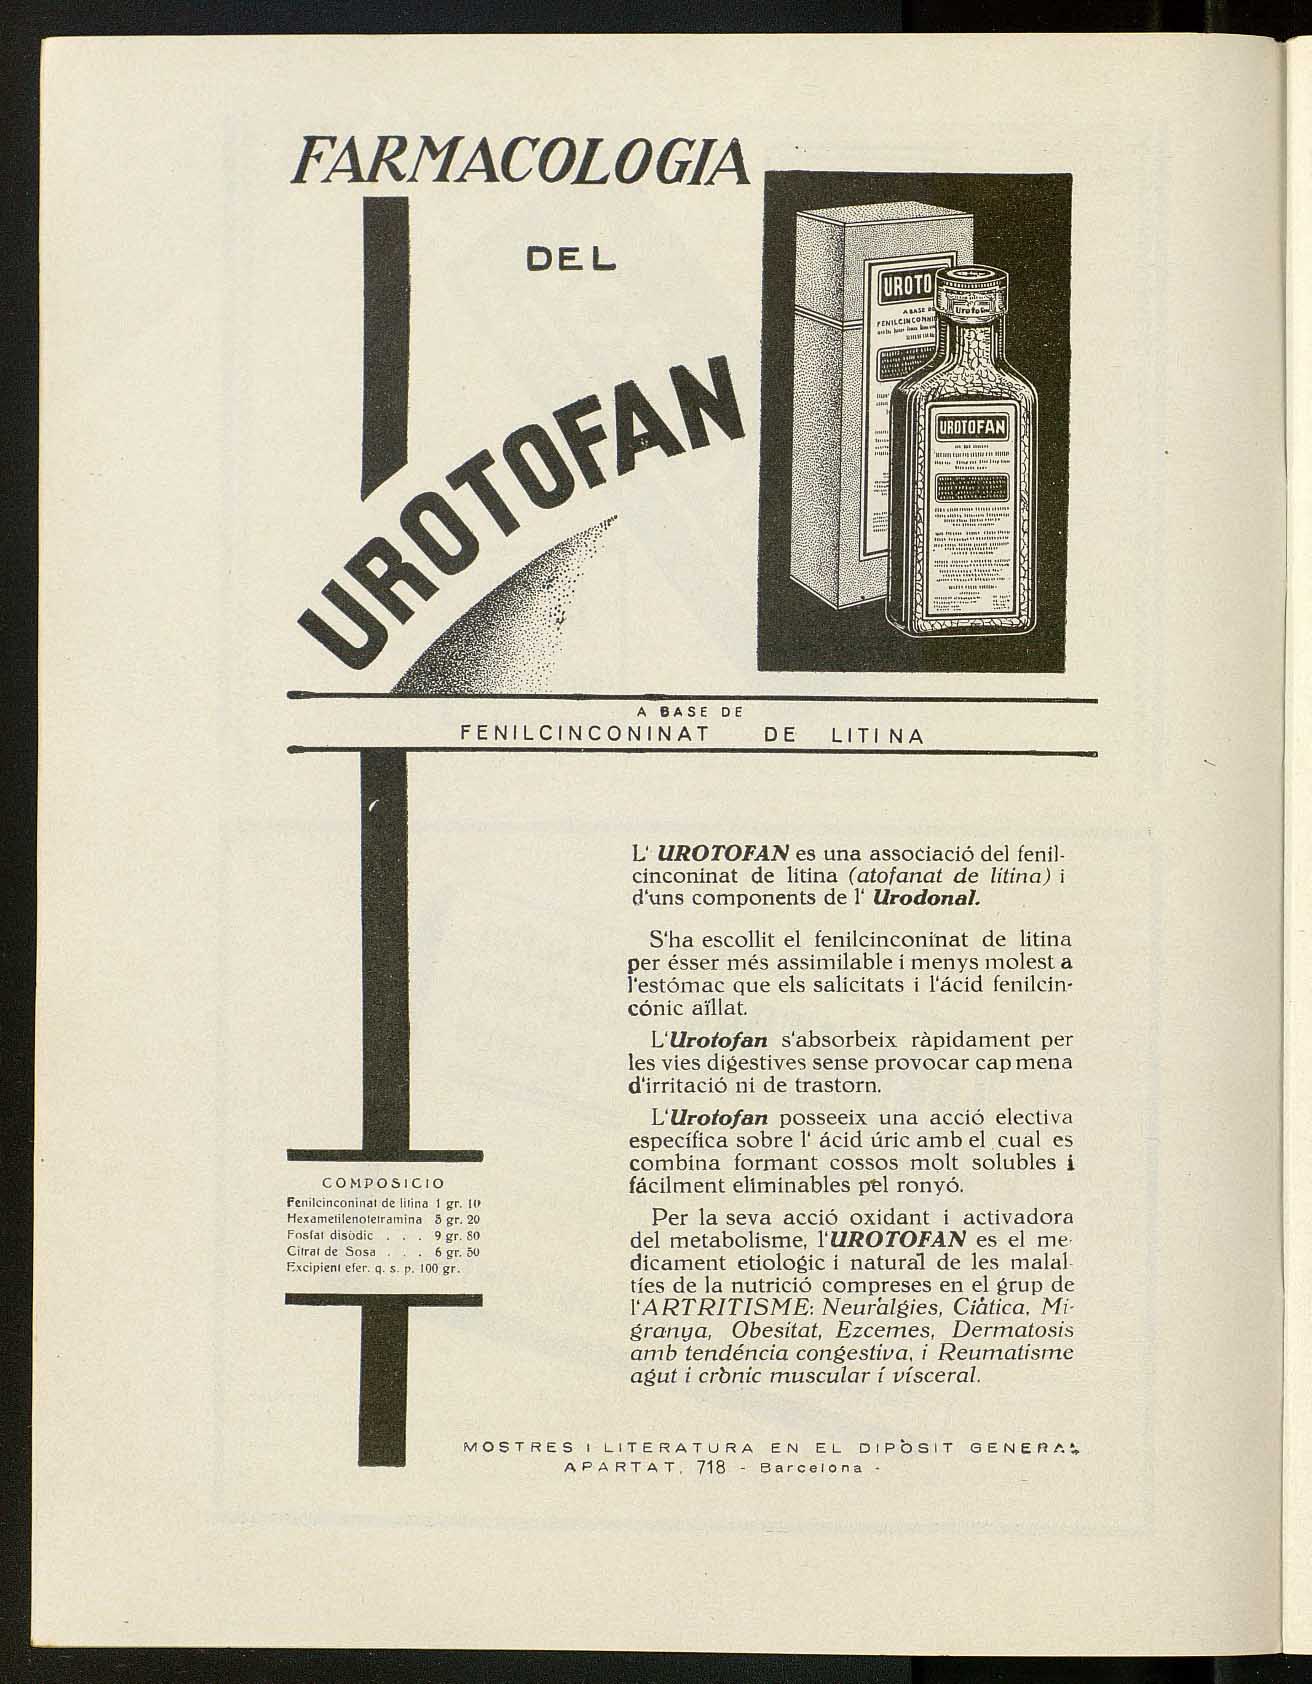 FARMACOLOGIA
DEL
UROTOFAN
UROTO
A BASE DE
FENILCINCONIN
Urofo
UROTOFAN
A BASE DE
FENILCINCONINAT DE LITINA
L' UROTOFAN es una associació del fenil-
cinconinat de litina (atofanat de litina) i
d'uns components de l' Urodonal.
S'ha escollit el fenilcinconinat de litina
per ésser més assimilable i menys molest a
l'estómac que els salicitats i l'ácid fenilcin-
cónic aïllat.
L'Urotofan s'absorbeix ràpidament per
les vies digestives sense provocar cap mena
d'irritació ni de trastorn.
L'Urotofan posseeix una acció electiva
específica sobre l' ácid úric amb el cual es
combina formant cossos molt solubles i
fácilment eliminables pel ronyó.
Per la seva acció oxidant i activadora
del metabolisme, l'UROTOFAN es el me-
dicament etiologic i natural de les malal-
tíes de la nutrició compreses en el grup de
l'ARTRITISME: Neuràlgies, Ciàtica, Mi-
granya, Obesitat, Ezcemes, Dermatosis
amb tendéncia congestiva, i Reumatisme
agut i crònic muscular i vísceral.
COMPOSICIO
Fenilcinconinat de litina 1 gr. 10
Hexametilenotetramina 5 gr. 20
Fosfat disòdic . . . 9 gr. 80
Citrat de Sosa . . . 6 gr. 50
Excipient efer. q. s. p. 100 gr.
MOSTRES I LITERATURA EN EL DIPÒSIT GENERAL
APARTAT, 718 - Barcelona -